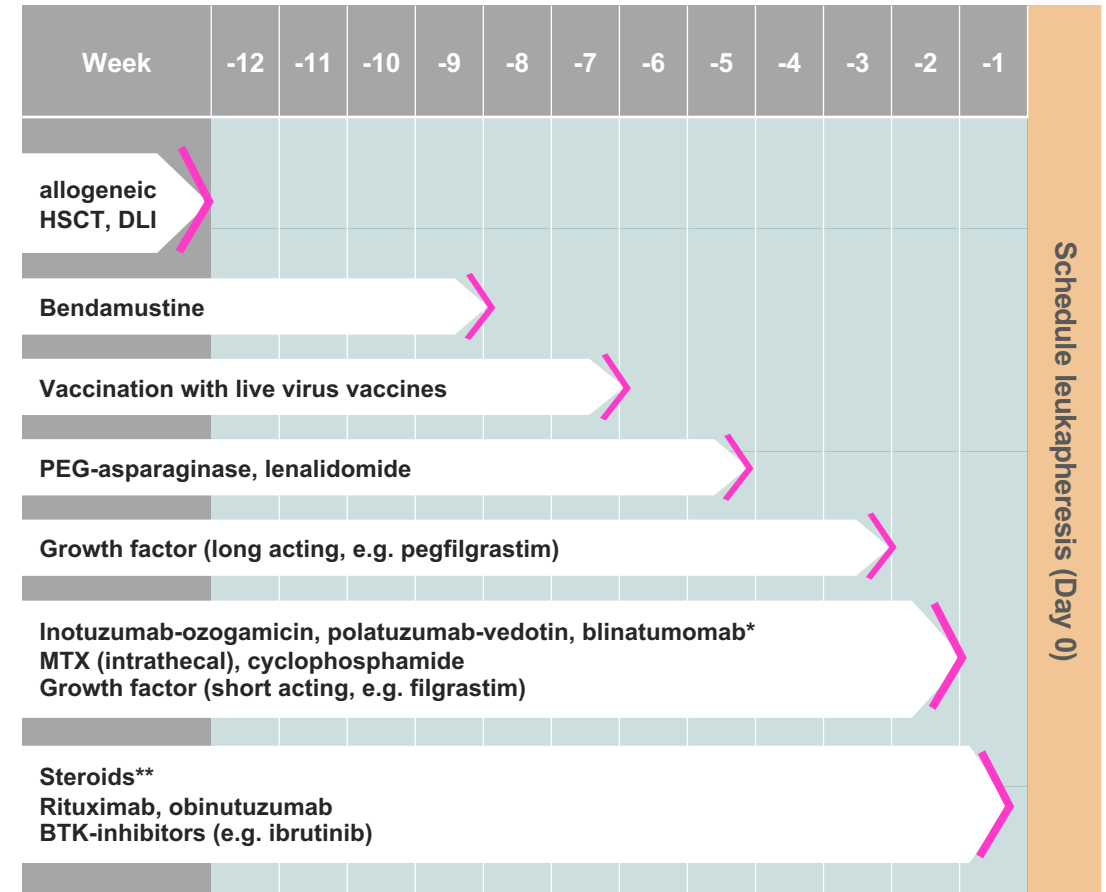 Week -12 -11 -10 -9 -8 -7 -6 -5 -4 -3 -2 -1
allogeneic
HSCT, DLI
Bendamustine
Vaccination with live virus vaccines
PEG-asparaginase, lenalidomide
Growth factor (long acting, e.g. pegfilgrastim)
Inotuzumab-ozogamicin, polatuzumab-vedotin, blinatumomab*
MTX (intrathecal), cyclophosphamide
Growth factor (short acting, e.g. filgrastim)
Steroids**
Rituximab, obinutuzumab
BTK-inhibitors (e.g. ibrutinib)
Schedule leukapheresis (Day 0)